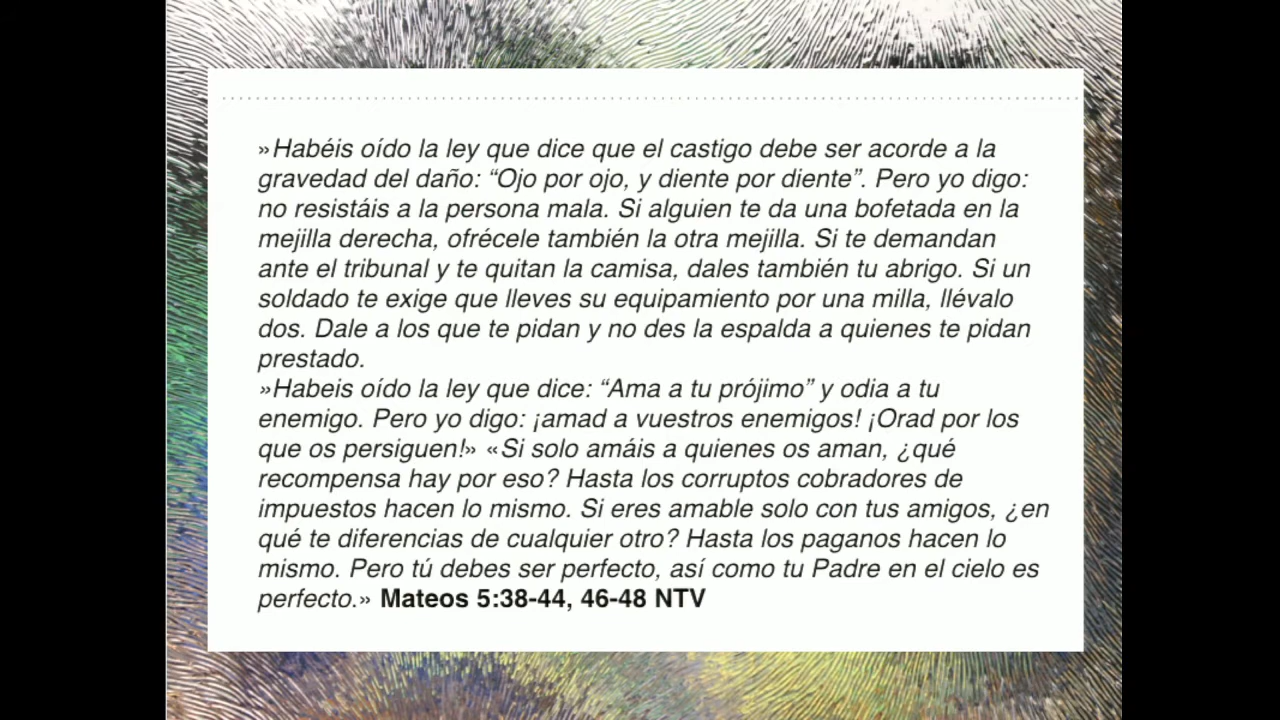 »Habéis oído la ley que dice que el castigo debe ser acorde a la
gravedad del daño: “Ojo por ojo, y diente por diente”. Pero yo digo:
no resistáis a la persona mala. Si alguien te da una bofetada en la
mejilla derecha, ofrécele también la otra mejilla. Si te demandan
ante el tribunal y te quitan la camisa, dales también tu abrigo. Si un
soldado te exige que lleves su equipamiento por una milla, llévalo
dos. Dale a los que te pidan y no des la espalda a quienes te pidan
prestado.
»Habeis oído la ley que dice: “Ama a tu prójimo” y odia a tu
enemigo. Pero yo digo: ¡amad a vuestros enemigos! ¡Orad por los
que os persiguen!» «Si solo amáis a quienes os aman, ¿qué
recompensa hay por eso? Hasta los corruptos cobradores de
impuestos hacen lo mismo. Si eres amable solo con tus amigos, ¿en
qué te diferencias de cualquier otro? Hasta los paganos hacen lo
mismo. Pero tú debes ser perfecto, así como tu Padre en el cielo es
perfecto.» Mateos 5:38-44, 46-48 NTV